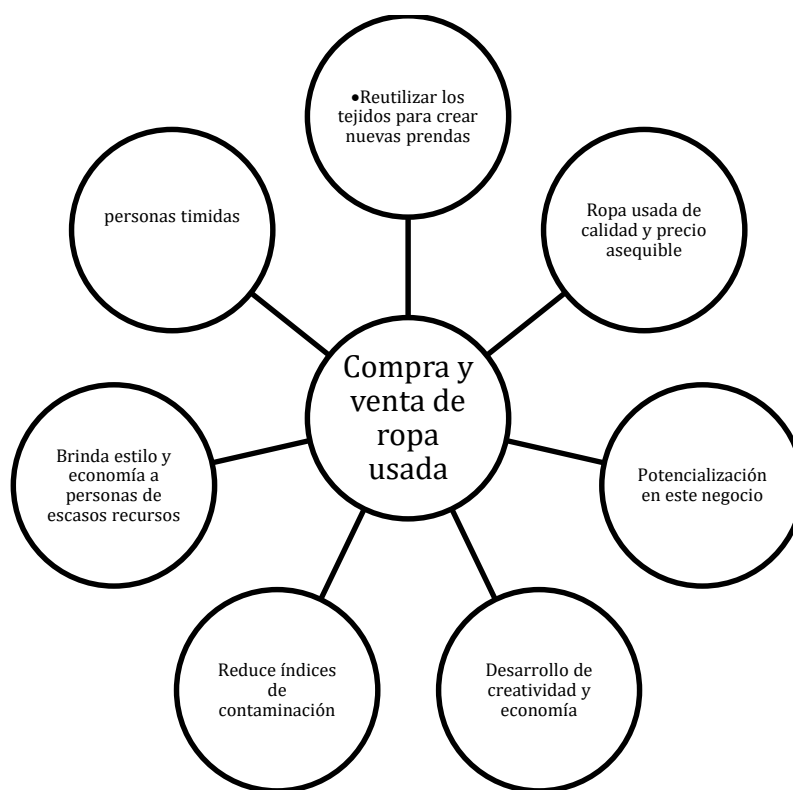 •Reutilizar los
tejidos para crear
nuevas prendas
Ropa usada de
calidad y precio
asequible
Potencialización
en este negocio
Desarrollo de
creatividad y
economía
Reduce índices
de
contaminación
Brinda estilo y
economía a
personas de
escasos recursos
personas timidas
Compra y
venta de
ropa
usada